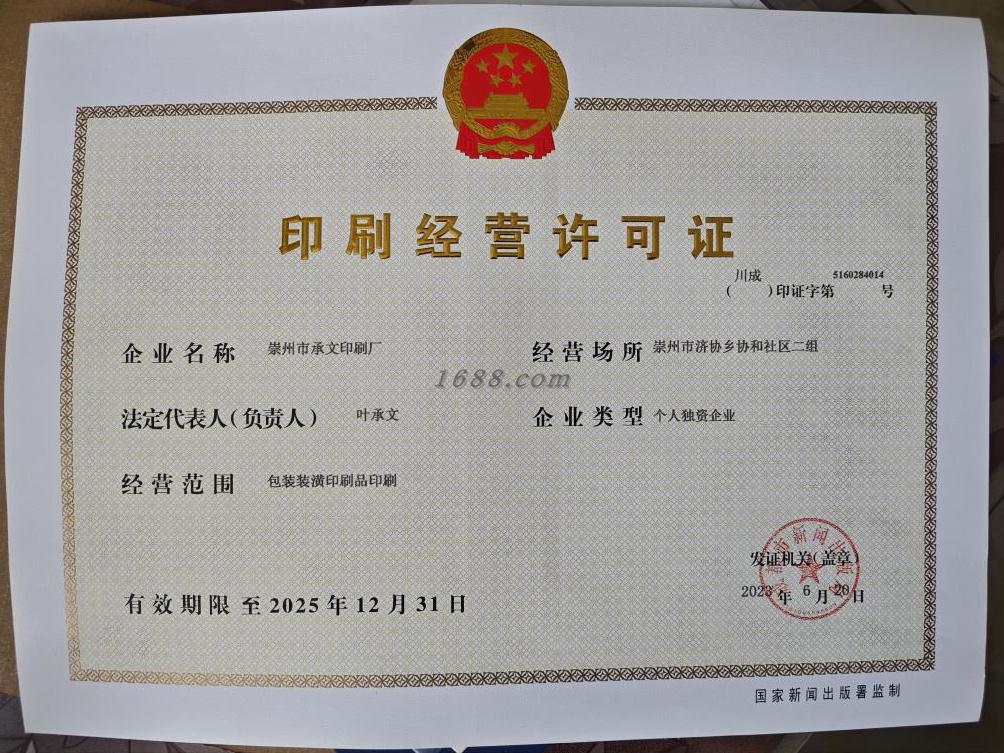 印刷经营许可证
川成 5160284014
( )印证字第 号
企业名称 崇州市承文印刷厂
经营场所 崇州市济协乡协和社区二组
1688.com
法定代表人(负责人) 叶承文
企业类型 个人独资企业
经营范围 包装装潢印刷品印刷
发证机关(盖章)
2023年6月20日
有效期限 至2025年12月31日
国家新闻出版署监制